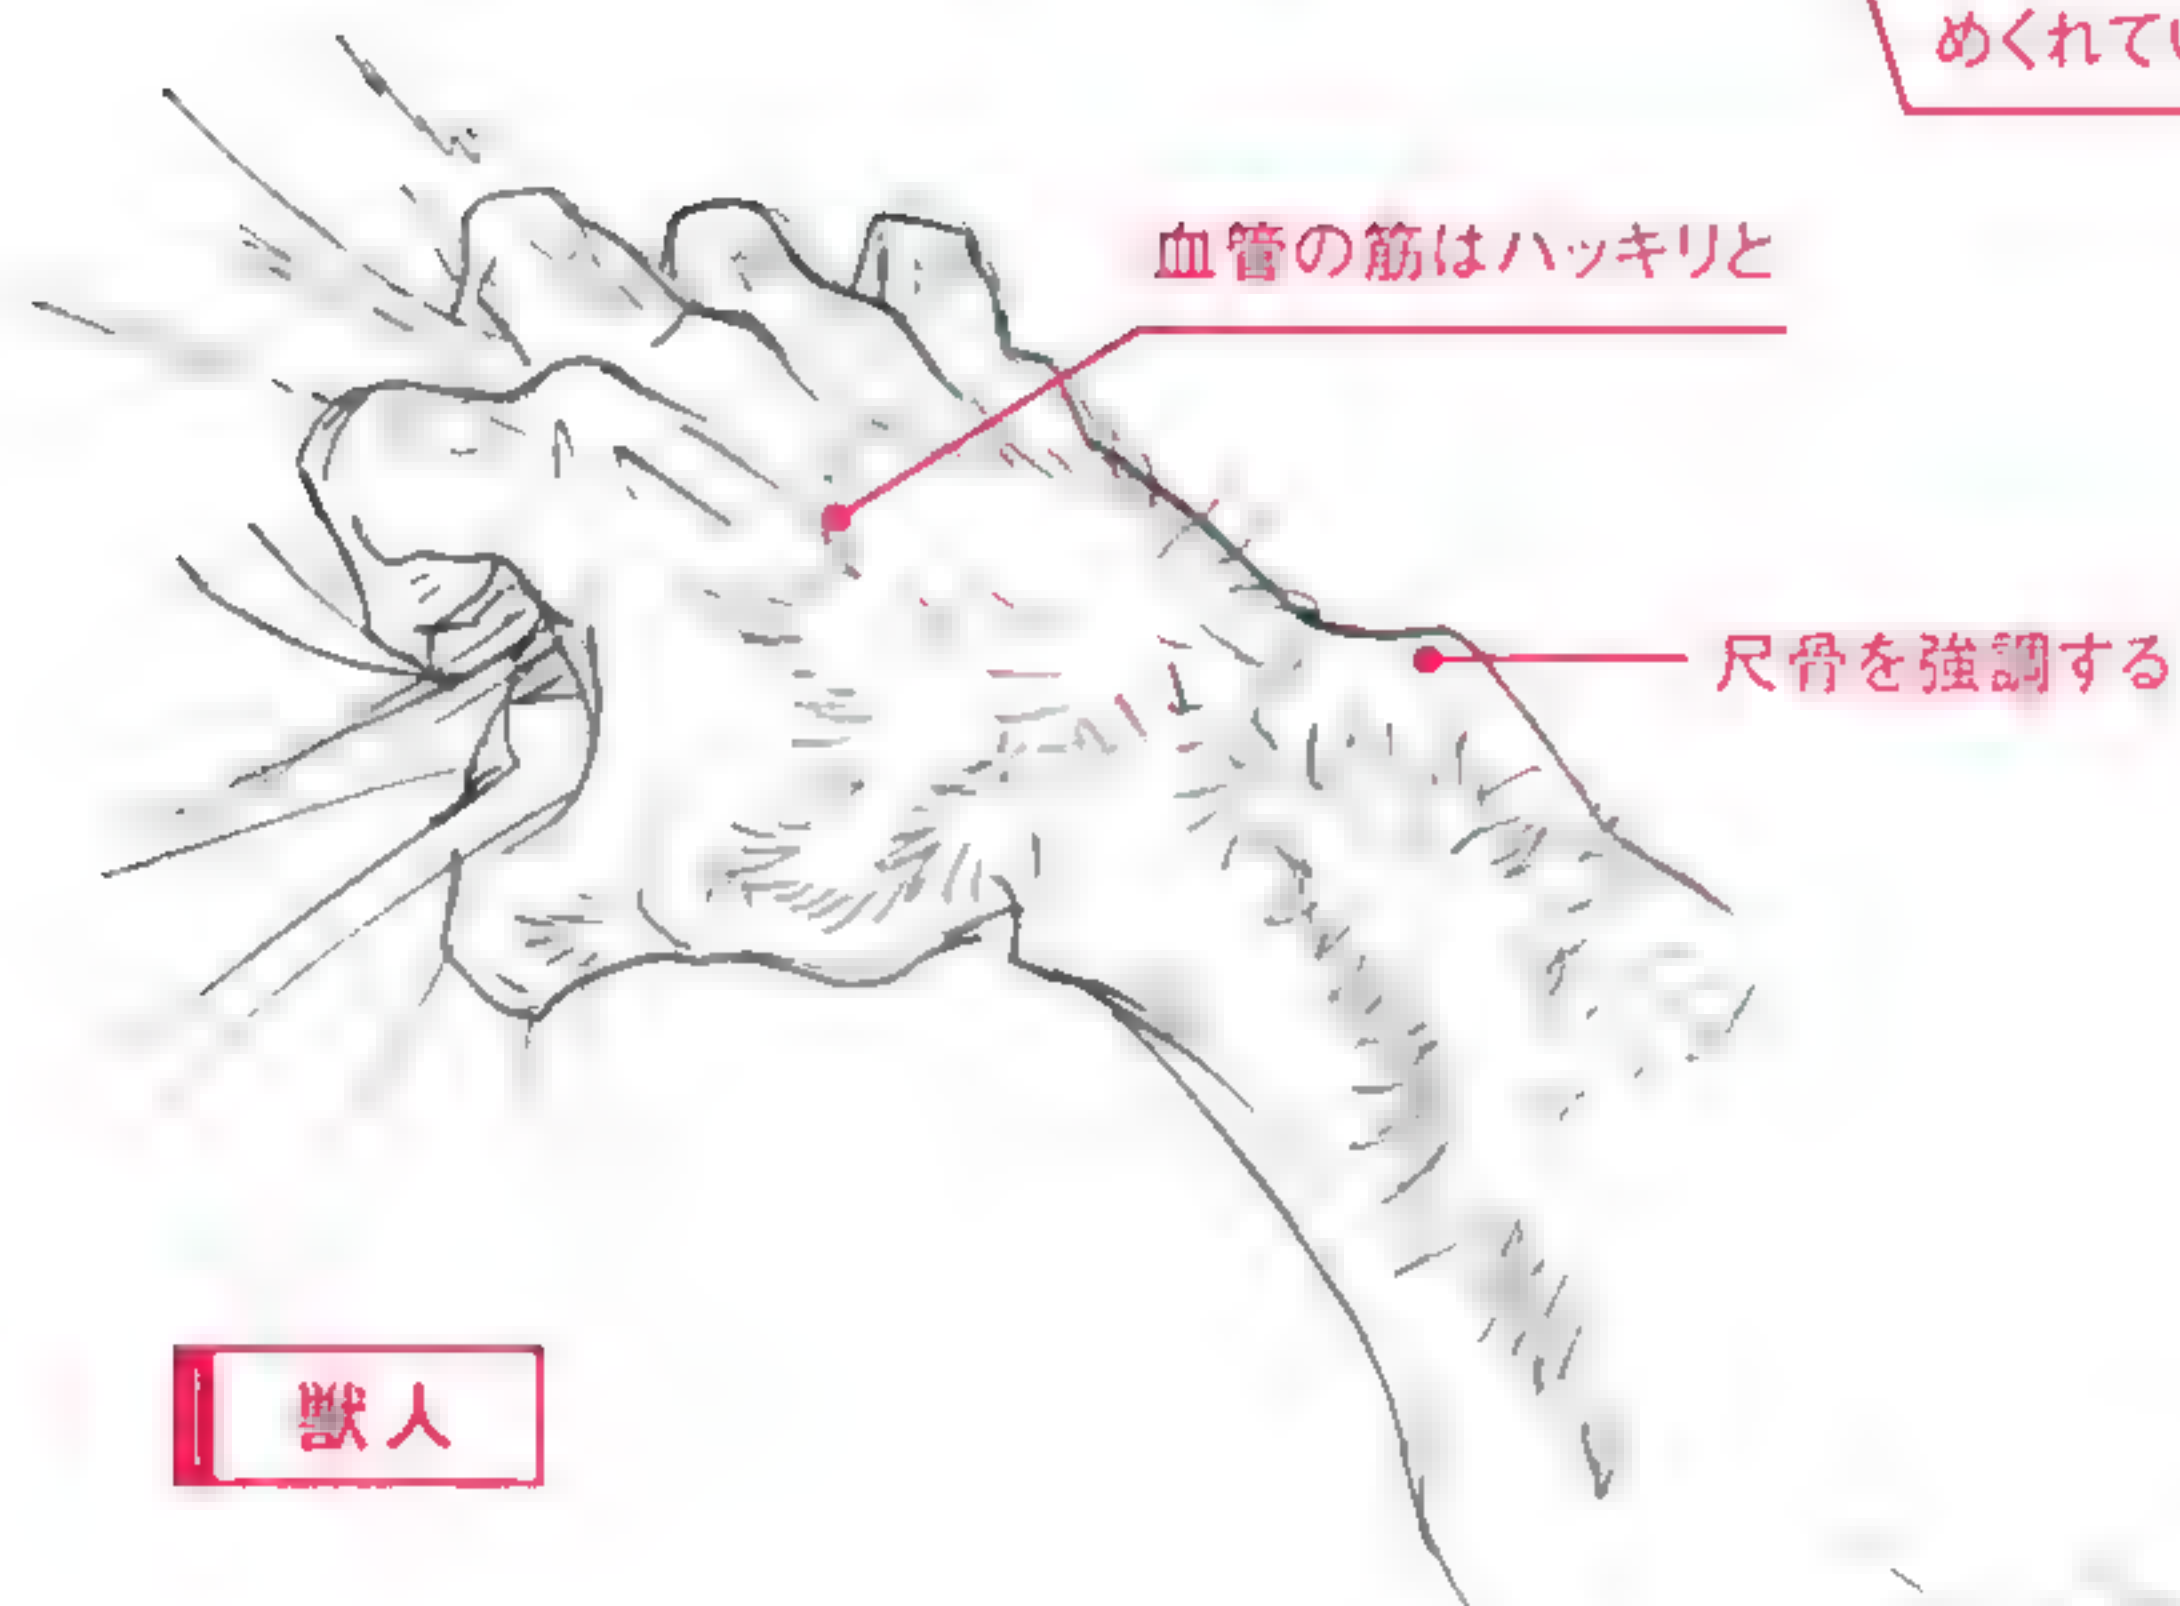 めくれてい
血管の筋はハッキリと
尺骨を強調する
獣人